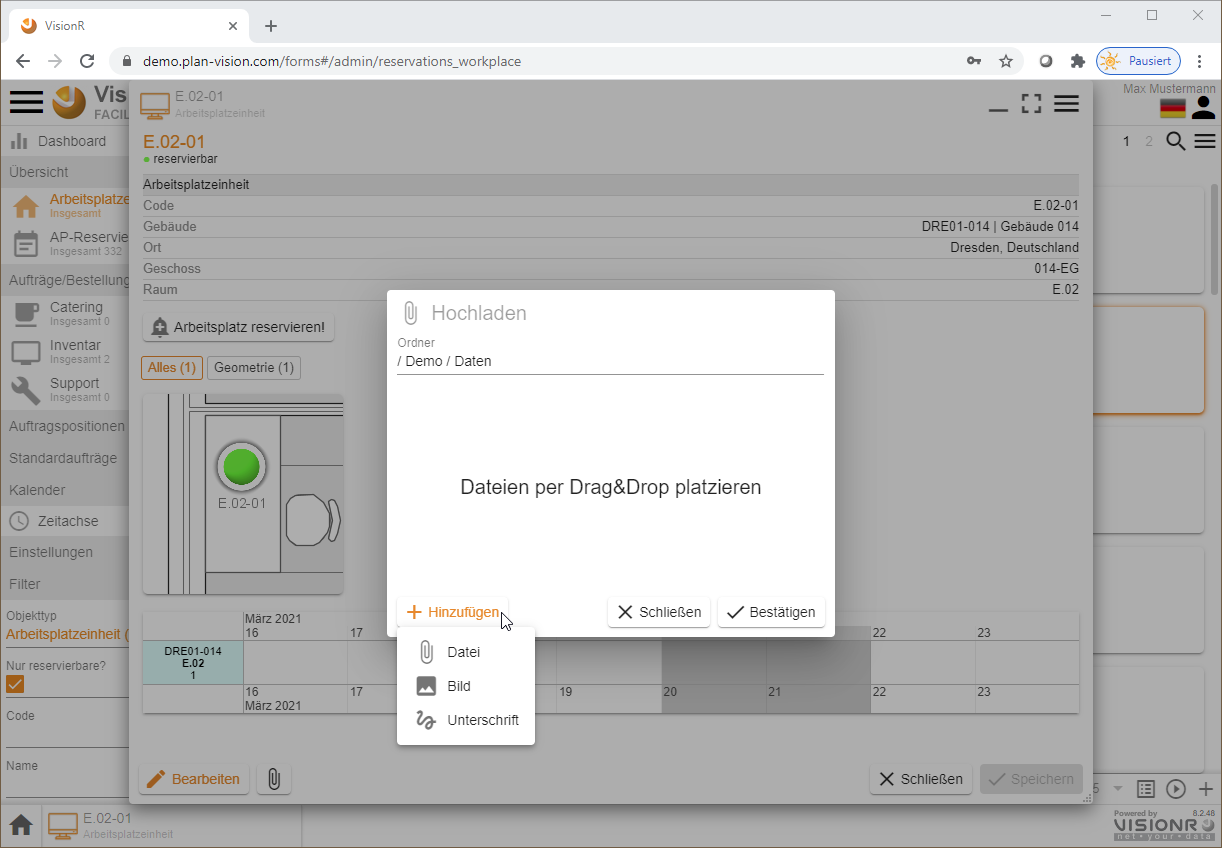 VisionR
demo.plan-vision.com/forms#/admin/reservations_workplace
Pausiert
Vis
FACIL
E.02-01
Arbeitsplatzeinheit
Max Mustermann
Dashboard
E.02-01
1 2
reservierbar
Übersicht
Arbeitsplatzeinheit
Arbeitsplatze
Insgesamt
Code E.02-01
Gebäude DRE01-014 | Gebäude 014
AP-Reservie
Insgesamt 332
Ort Dresden, Deutschland
Geschoss 014-EG
Aufträge/Bestellung
Raum E.02
Catering
Insgesamt 0
Arbeitsplatz reservieren!
Inventar
Insgesamt 2
Alles (1) Geometrie (1)
Support
Insgesamt 0
Auftragspositionen
Standardaufträge
Kalender
Zeitachse
Einstellungen
Filter
E.02-01
Hochladen
Ordner
/ Demo / Daten
Dateien per Drag&Drop platzieren
Hinzufügen Schließen Bestätigen
Datei
Bild
Unterschrift
Objekttyp
Arbeitsplatzeinheit (
Nur reservierbare?
Code
Name
März 2021
16 17 22 23
DRE01-014
E.02
1
16 17 19 20 21 22 23
März 2021
Bearbeiten Schließen Speichern
5
E.02-01
Arbeitsplatzeinheit
Powered by 8.2.48
VISIONR
net • your • data